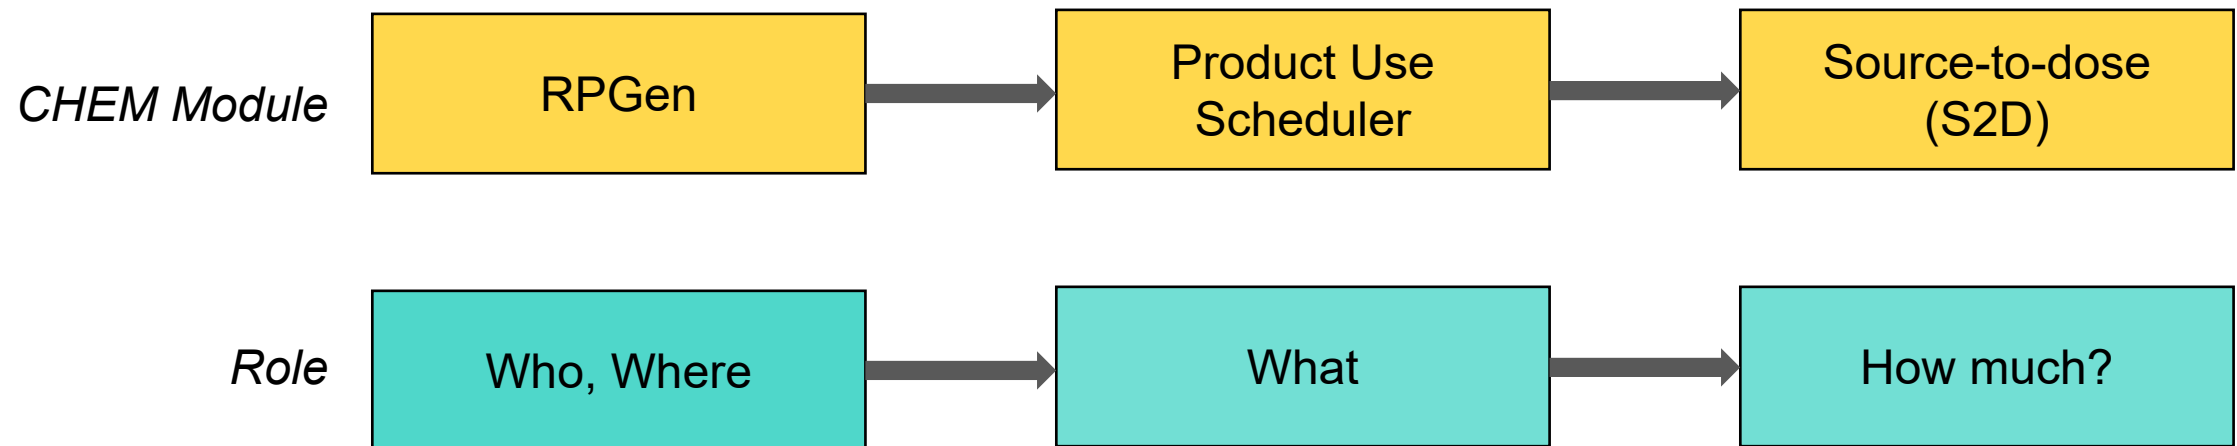 CHEM Module
RPGen
Product Use
Scheduler
Source-to-dose
(S2D)
Role
Who, Where
What
How much?